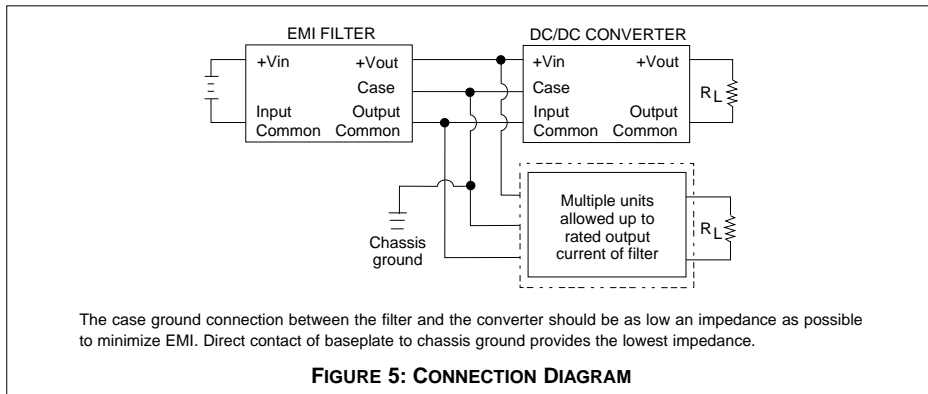 EMI FILTER
+Vin
+Vout
Case
Input
Common
Output
Common
DC/DC CONVERTER
+Vin
+Vout
Case
Input
Common
Output
Common
RL
Chassis
ground
Multiple units
allowed up to
rated output
current of filter
RL
The case ground connection between the filter and the converter should be as low an impedance as possible
to minimize EMI. Direct contact of baseplate to chassis ground provides the lowest impedance.
FIGURE 5: CONNECTION DIAGRAM